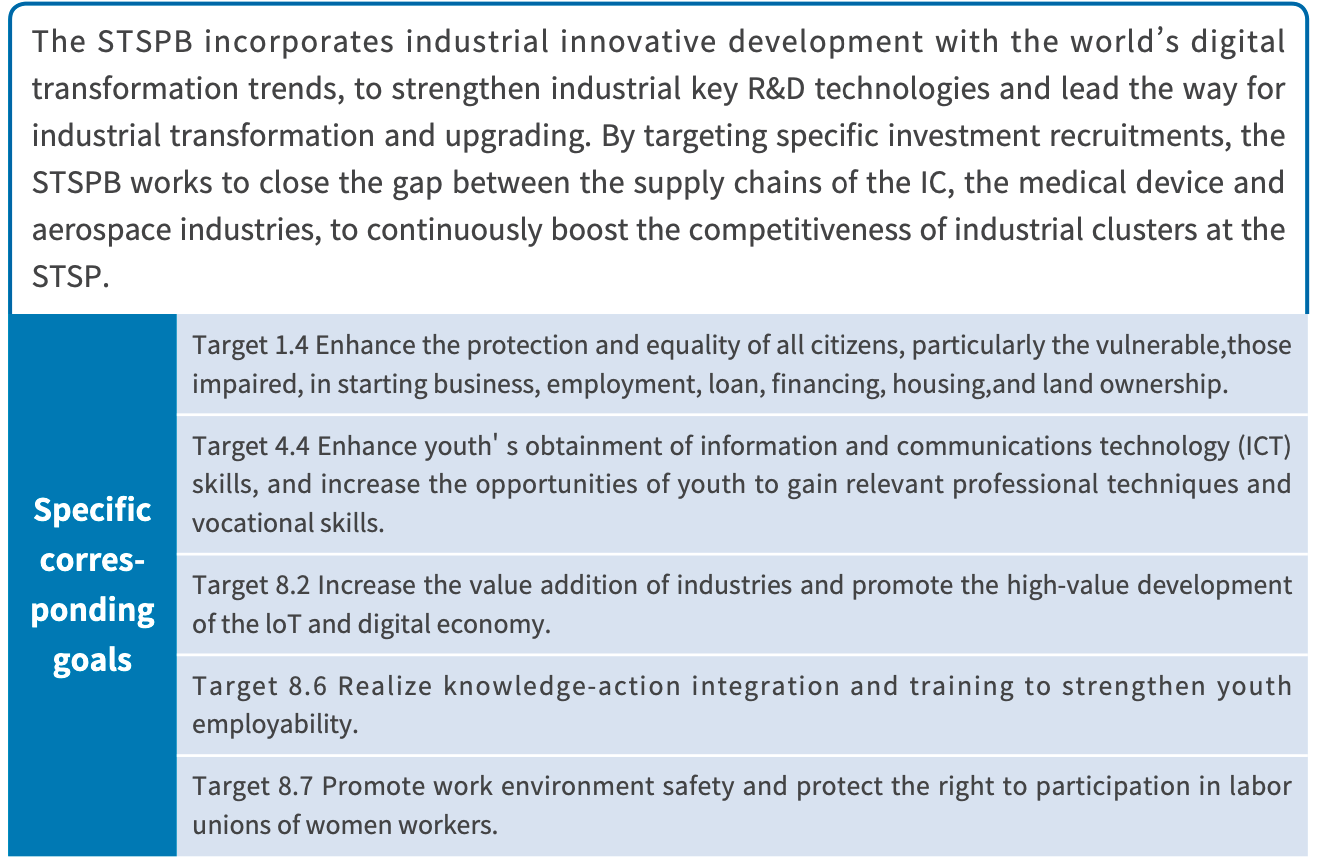 The STSPB incorporates industrial innovative development with the world’s digital
transformation trends, to strengthen industrial key R&D technologies and lead the way for
industrial transformation and upgrading. By targeting specific investment recruitments, the
STSPB works to close the gap between the supply chains of the IC, the medical device and
aerospace industries, to continuously boost the competitiveness of industrial clusters at the
STSP.
Specific
corres-
ponding
goals
Target 1.4 Enhance the protection and equality of all citizens, particularly the vulnerable,those
impaired, in starting business, employment, loan, financing, housing,and land ownership.
Target 4.4 Enhance youth' s obtainment of information and communications technology (ICT)
skills, and increase the opportunities of youth to gain relevant professional techniques and
vocational skills.
Target 8.2 Increase the value addition of industries and promote the high-value development
of the loT and digital economy.
Target 8.6 Realize knowledge-action integration and training to strengthen youth
employability.
Target 8.7 Promote work environment safety and protect the right to participation in labor
unions of women workers.